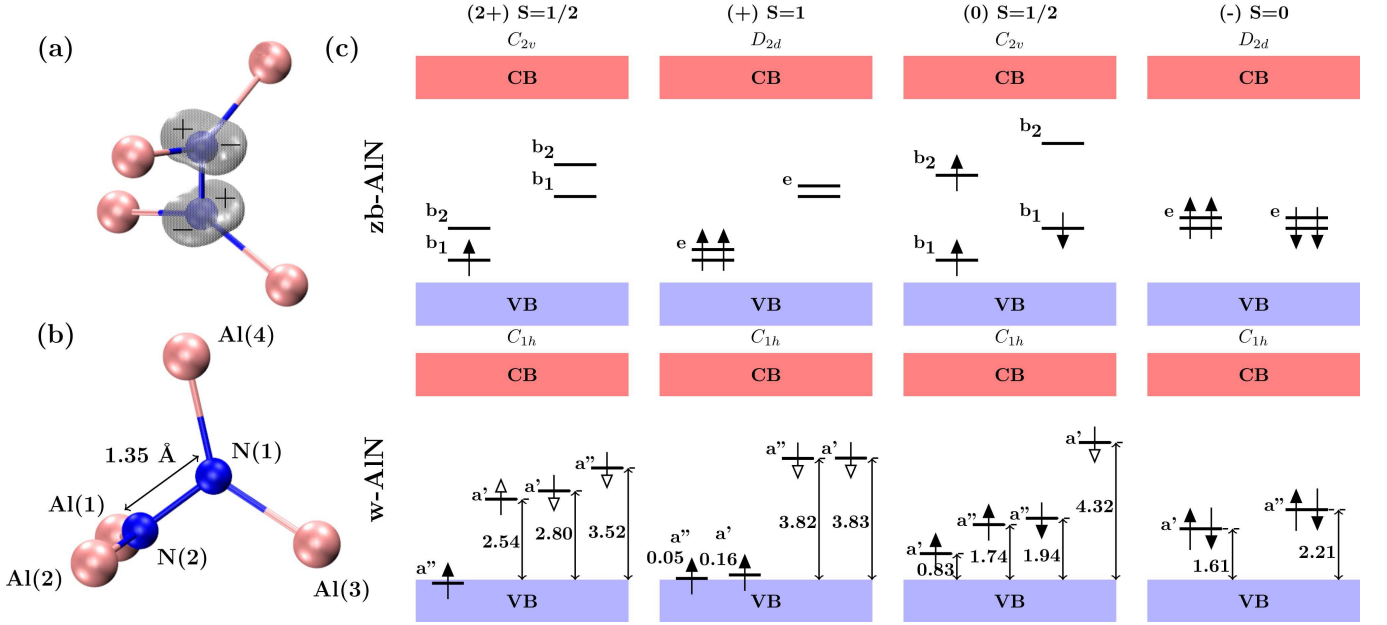 (2+) S=1/2
(+) S=1
(0) S=1/2
(-) S=0
(a)
(c)
C2v
D2d
C2v
D2d
CB
CB
CB
CB
zb-AlN
+
−
+
−
b2
b1
b2
b1
e
e
b2
b1
b2
b1
e
e
VB
VB
VB
VB
(b)
C1h
C1h
C1h
C1h
CB
CB
CB
CB
Al(4)
1.35 Å
N(1)
Al(1)
N(2)
Al(2)
Al(3)
w-AlN
a''
a'
2.54
a'
2.80
a''
3.52
a''
0.05
a'
0.16
a''
3.82
a'
3.83
a'
0.83
a''
1.74
a''
1.94
a'
4.32
a'
1.61
a''
2.21
VB
VB
VB
VB